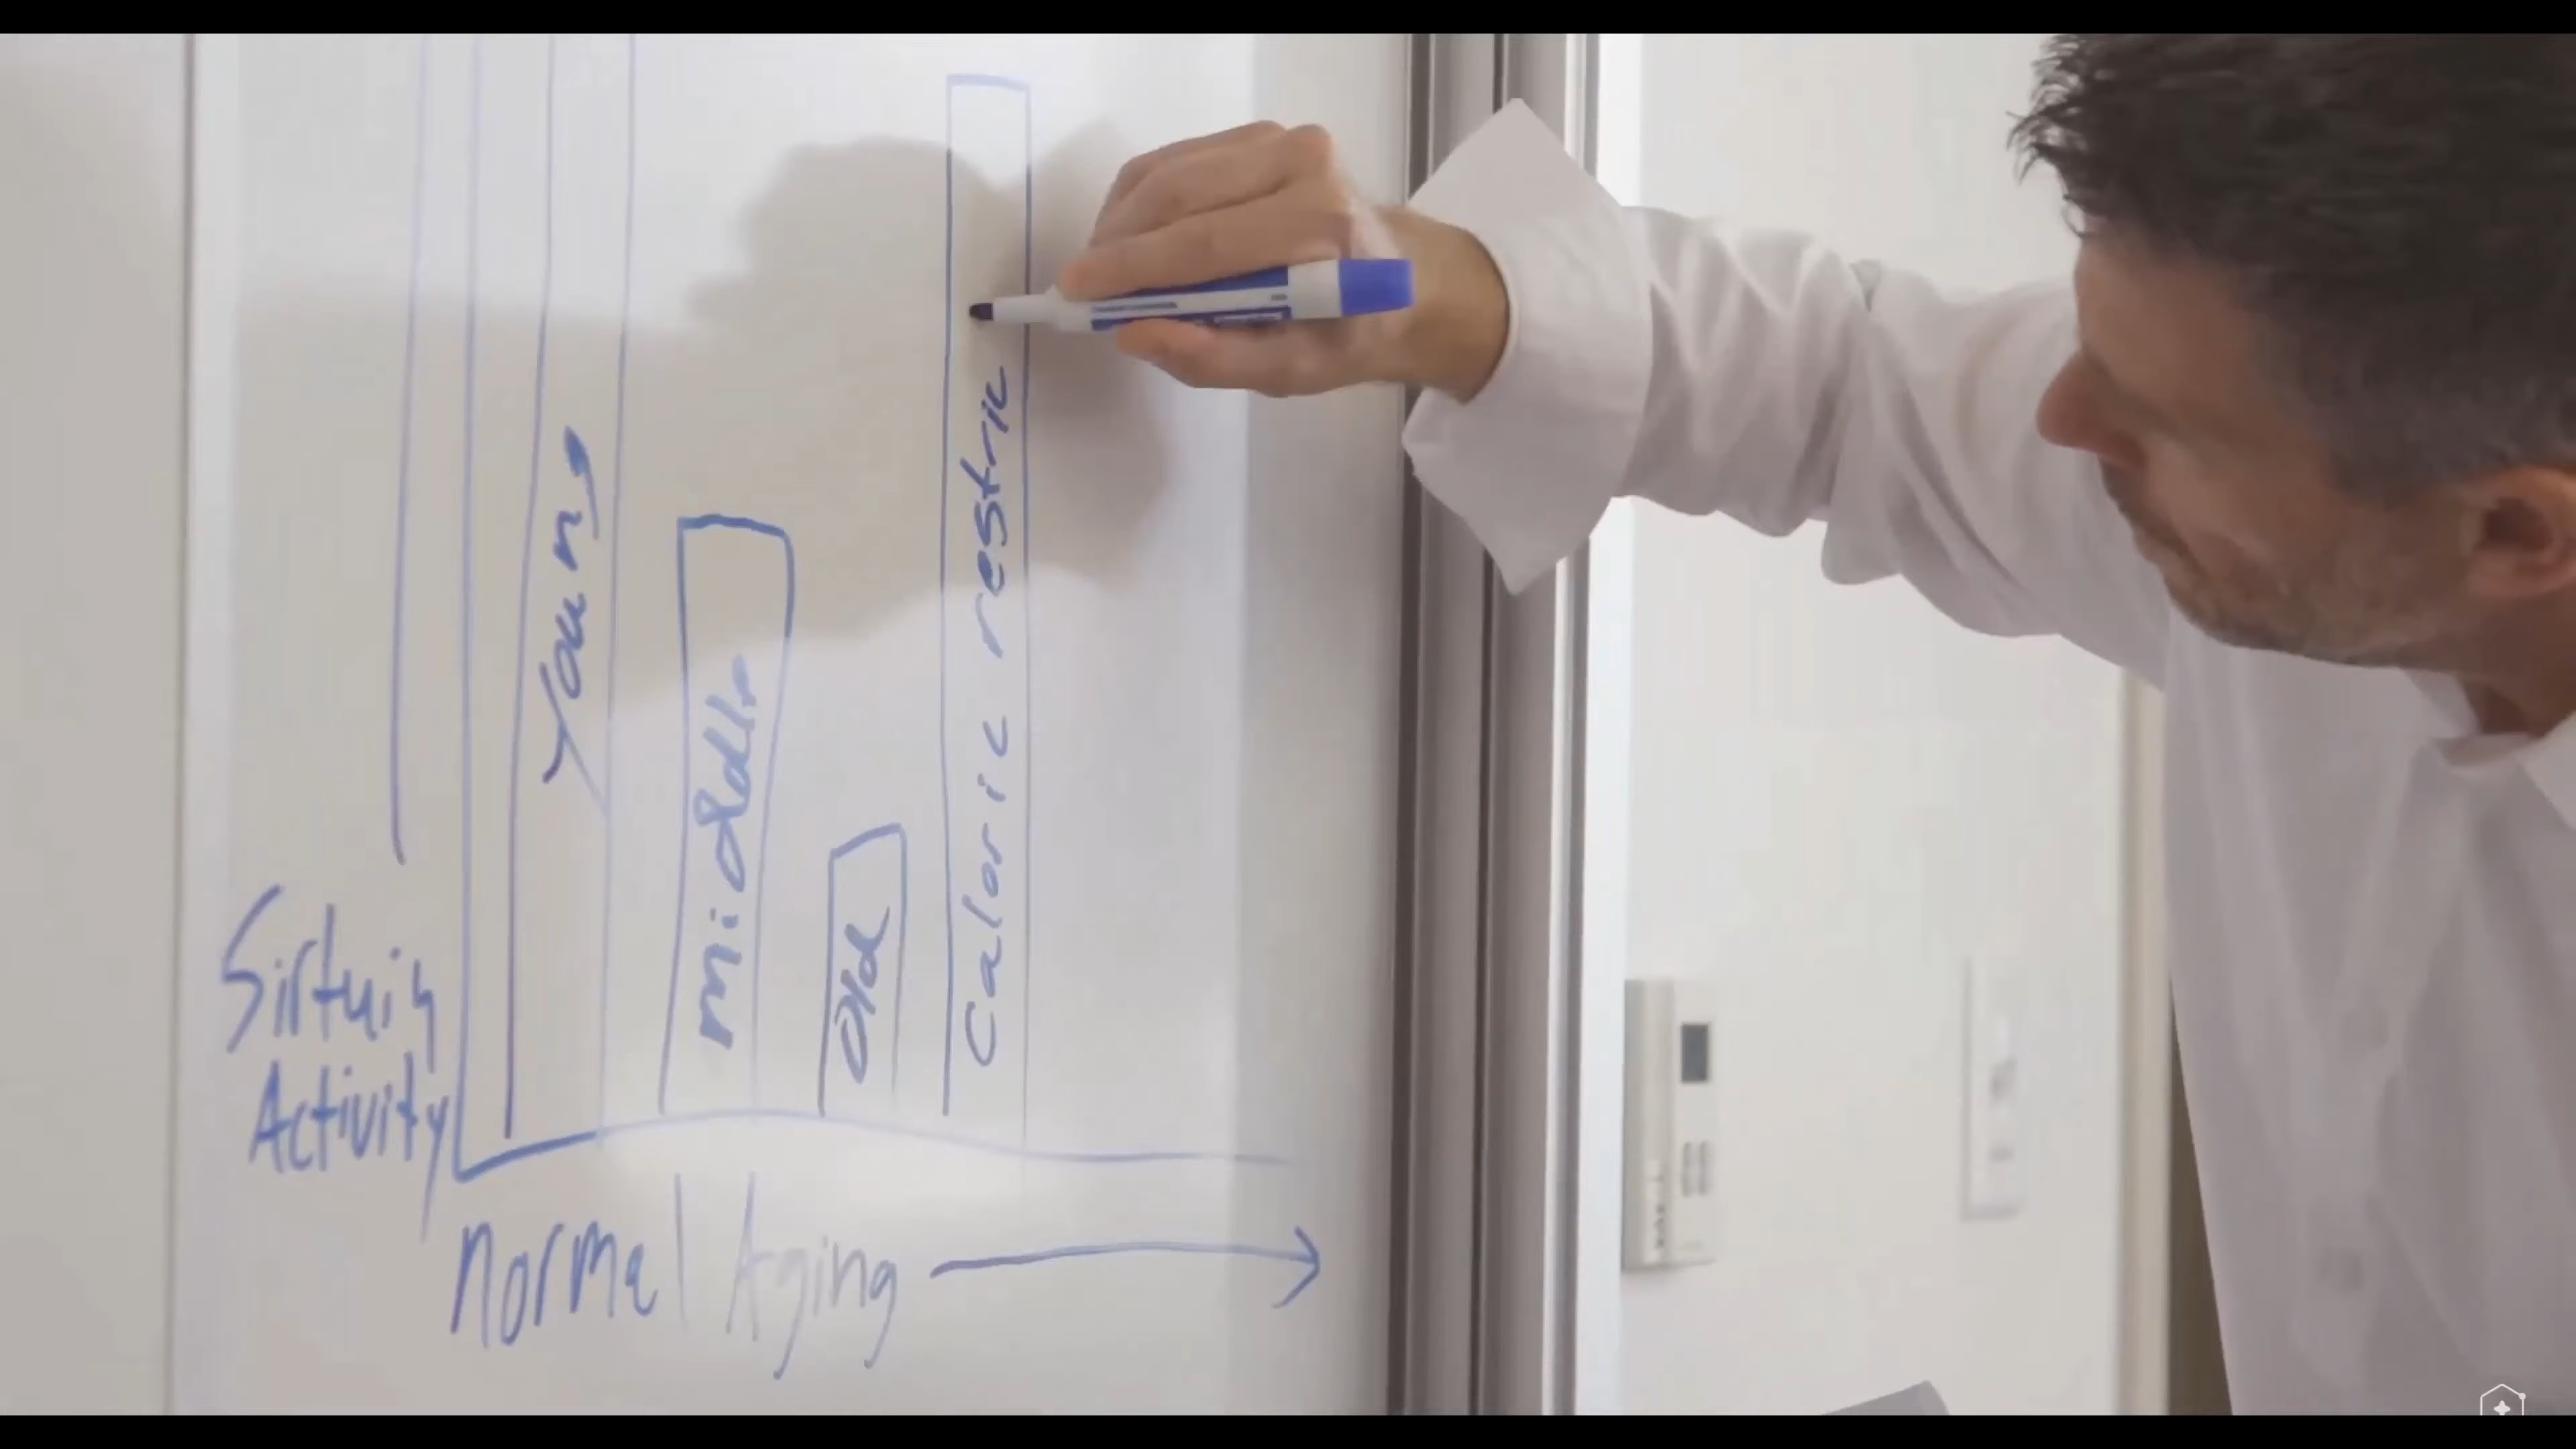 Young
middle
Old
Caloric restric
Sirtuin
Activity
Normal Aging